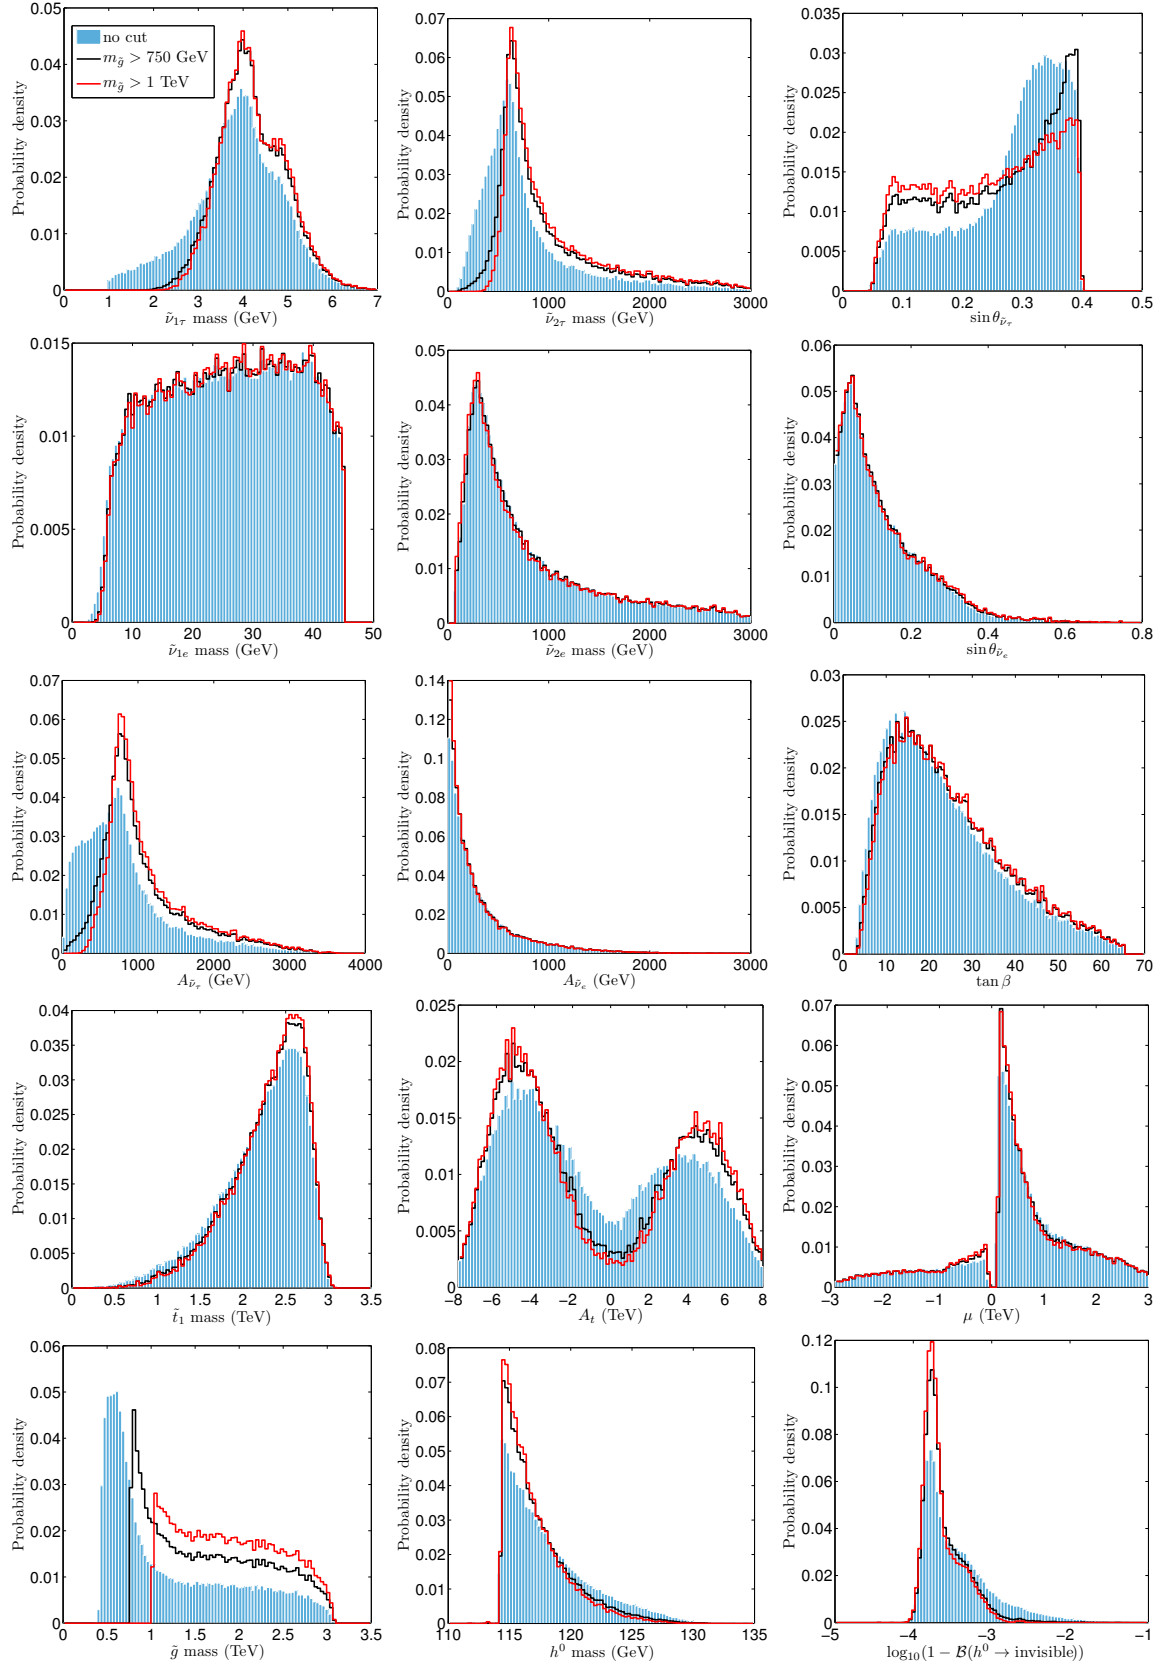 0.05
0.04
0.03
0.02
0.01
0
Probability density
no cut
m_g̃ > 750 GeV
m_g̃ > 1 TeV
0 1 2 3 4 5 6 7
ν̃_1τ mass (GeV)
0.08
0.07
0.06
0.05
0.04
0.03
0.02
0.01
0
Probability density
0 1000 2000 3000
ν̃_2τ mass (GeV)
0.035
0.03
0.025
0.02
0.015
0.01
0.005
0
Probability density
0 0.1 0.2 0.3 0.4 0.5
sin θ_ν̃τ
0.015
0.01
0.005
0
Probability density
0 10 20 30 40 50
ν̃_1e mass (GeV)
0.05
0.04
0.03
0.02
0.01
0
Probability density
0 1000 2000 3000
ν̃_2e mass (GeV)
0.06
0.05
0.04
0.03
0.02
0.01
0
Probability density
0 0.2 0.4 0.6 0.8
sin θ_ν̃e
0.07
0.06
0.05
0.04
0.03
0.02
0.01
0
Probability density
0 1000 2000 3000 4000
A_ν̃τ (GeV)
0.14
0.12
0.10
0.08
0.06
0.04
0.02
0
Probability density
0 1000 2000 3000
A_ν̃e (GeV)
0.03
0.025
0.02
0.015
0.01
0.005
0
Probability density
0 10 20 30 40 50 60 70
tan β
0.04
0.035
0.03
0.025
0.02
0.015
0.01
0.005
0
Probability density
0 0.5 1 1.5 2 2.5 3 3.5
t̃_1 mass (TeV)
0.025
0.02
0.015
0.01
0.005
0
Probability density
−8 −6 −4 −2 0 2 4 6 8
A_t (TeV)
0.07
0.06
0.05
0.04
0.03
0.02
0.01
0
Probability density
−3 −2 −1 0 1 2 3
μ (TeV)
0.06
0.05
0.04
0.03
0.02
0.01
0
Probability density
0 0.5 1 1.5 2 2.5 3 3.5
g̃ mass (TeV)
0.08
0.07
0.06
0.05
0.04
0.03
0.02
0.01
0
Probability density
110 115 120 125 130 135
h⁰ mass (GeV)
0.12
0.1
0.08
0.06
0.04
0.02
0
Probability density
−5 −4 −3 −2 −1
log₁₀(1 − ℬ(h⁰ → invisible))